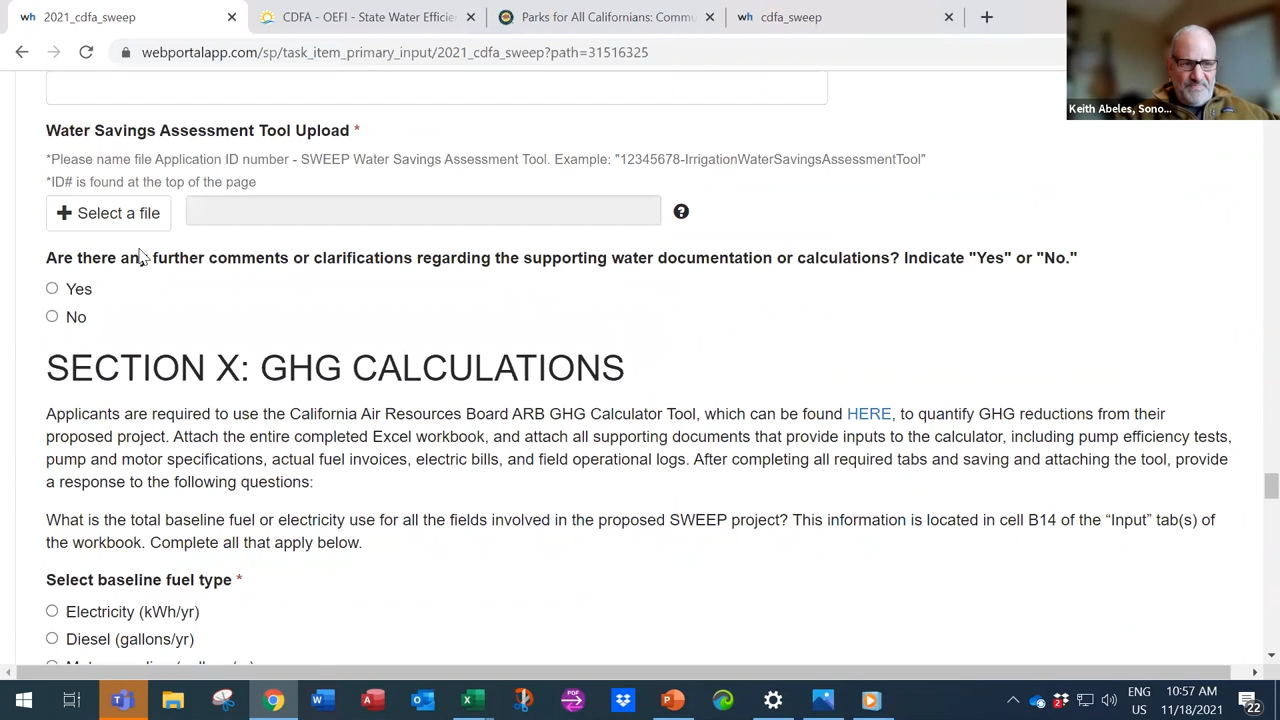 2021_cdfa_sweep
CDFA - OEFI - State Water Efficie
Parks for All Californians: Commu
cdfa_sweep
webportalapp.com/sp/task_item_primary_input/2021_cdfa_sweep?path=31516325
Keith Abeles, Sono...
Water Savings Assessment Tool Upload *
*Please name file Application ID number - SWEEP Water Savings Assessment Tool. Example: "12345678-IrrigationWaterSavingsAssessmentTool"
*ID# is found at the top of the page
Select a file
Are there any further comments or clarifications regarding the supporting water documentation or calculations? Indicate "Yes" or "No."
Yes
No
SECTION X: GHG CALCULATIONS
Applicants are required to use the California Air Resources Board ARB GHG Calculator Tool, which can be found HERE, to quantify GHG reductions from their
proposed project. Attach the entire completed Excel workbook, and attach all supporting documents that provide inputs to the calculator, including pump efficiency tests,
pump and motor specifications, actual fuel invoices, electric bills, and field operational logs. After completing all required tabs and saving and attaching the tool, provide
a response to the following questions:
What is the total baseline fuel or electricity use for all the fields involved in the proposed SWEEP project? This information is located in cell B14 of the “Input” tab(s) of
the workbook. Complete all that apply below.
Select baseline fuel type *
Electricity (kWh/yr)
Diesel (gallons/yr)
ENG
US
10:57 AM
11/18/2021
22